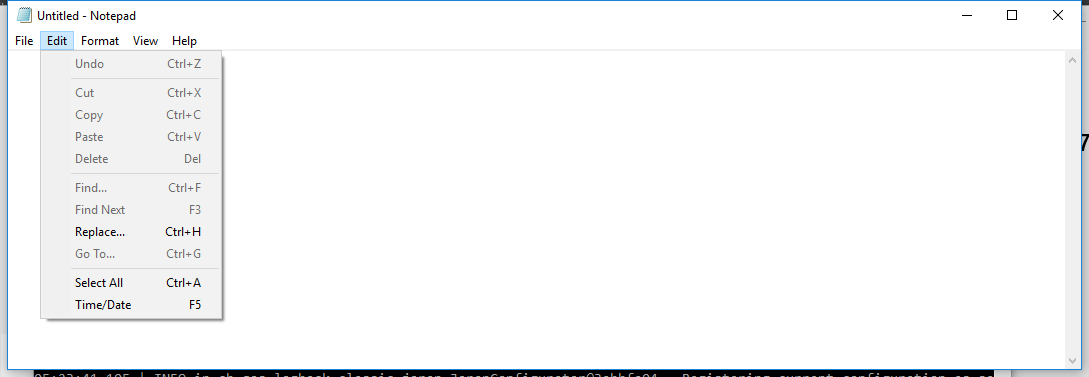 Untitled - Notepad
File Edit Format View Help
Undo Ctrl+Z
Cut Ctrl+X
Copy Ctrl+C
Paste Ctrl+V
Delete Del
Find... Ctrl+F
Find Next F3
Replace... Ctrl+H
Go To... Ctrl+G
Select All Ctrl+A
Time/Date F5
7